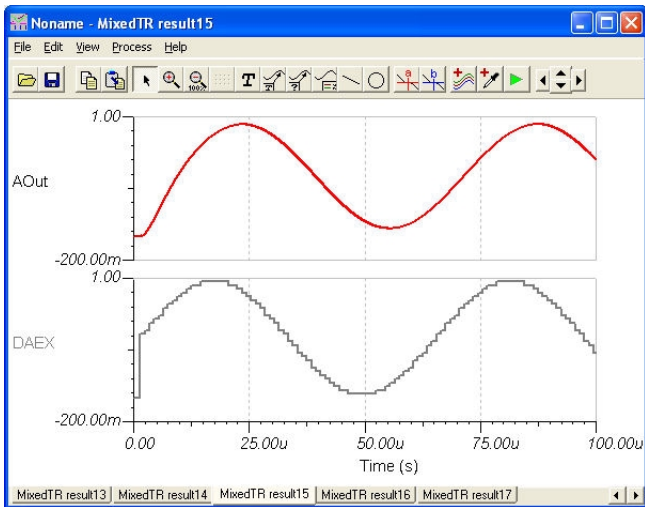 Noname - MixedTR result15
File Edit View Process Help
T
100%
a
b
1.00
AOut
-200.00m
1.00
DAEX
-200.00m
0.00 25.00u 50.00u 75.00u 100.00u
Time (s)
MixedTR result13 MixedTR result14 MixedTR result15 MixedTR result16 MixedTR result17